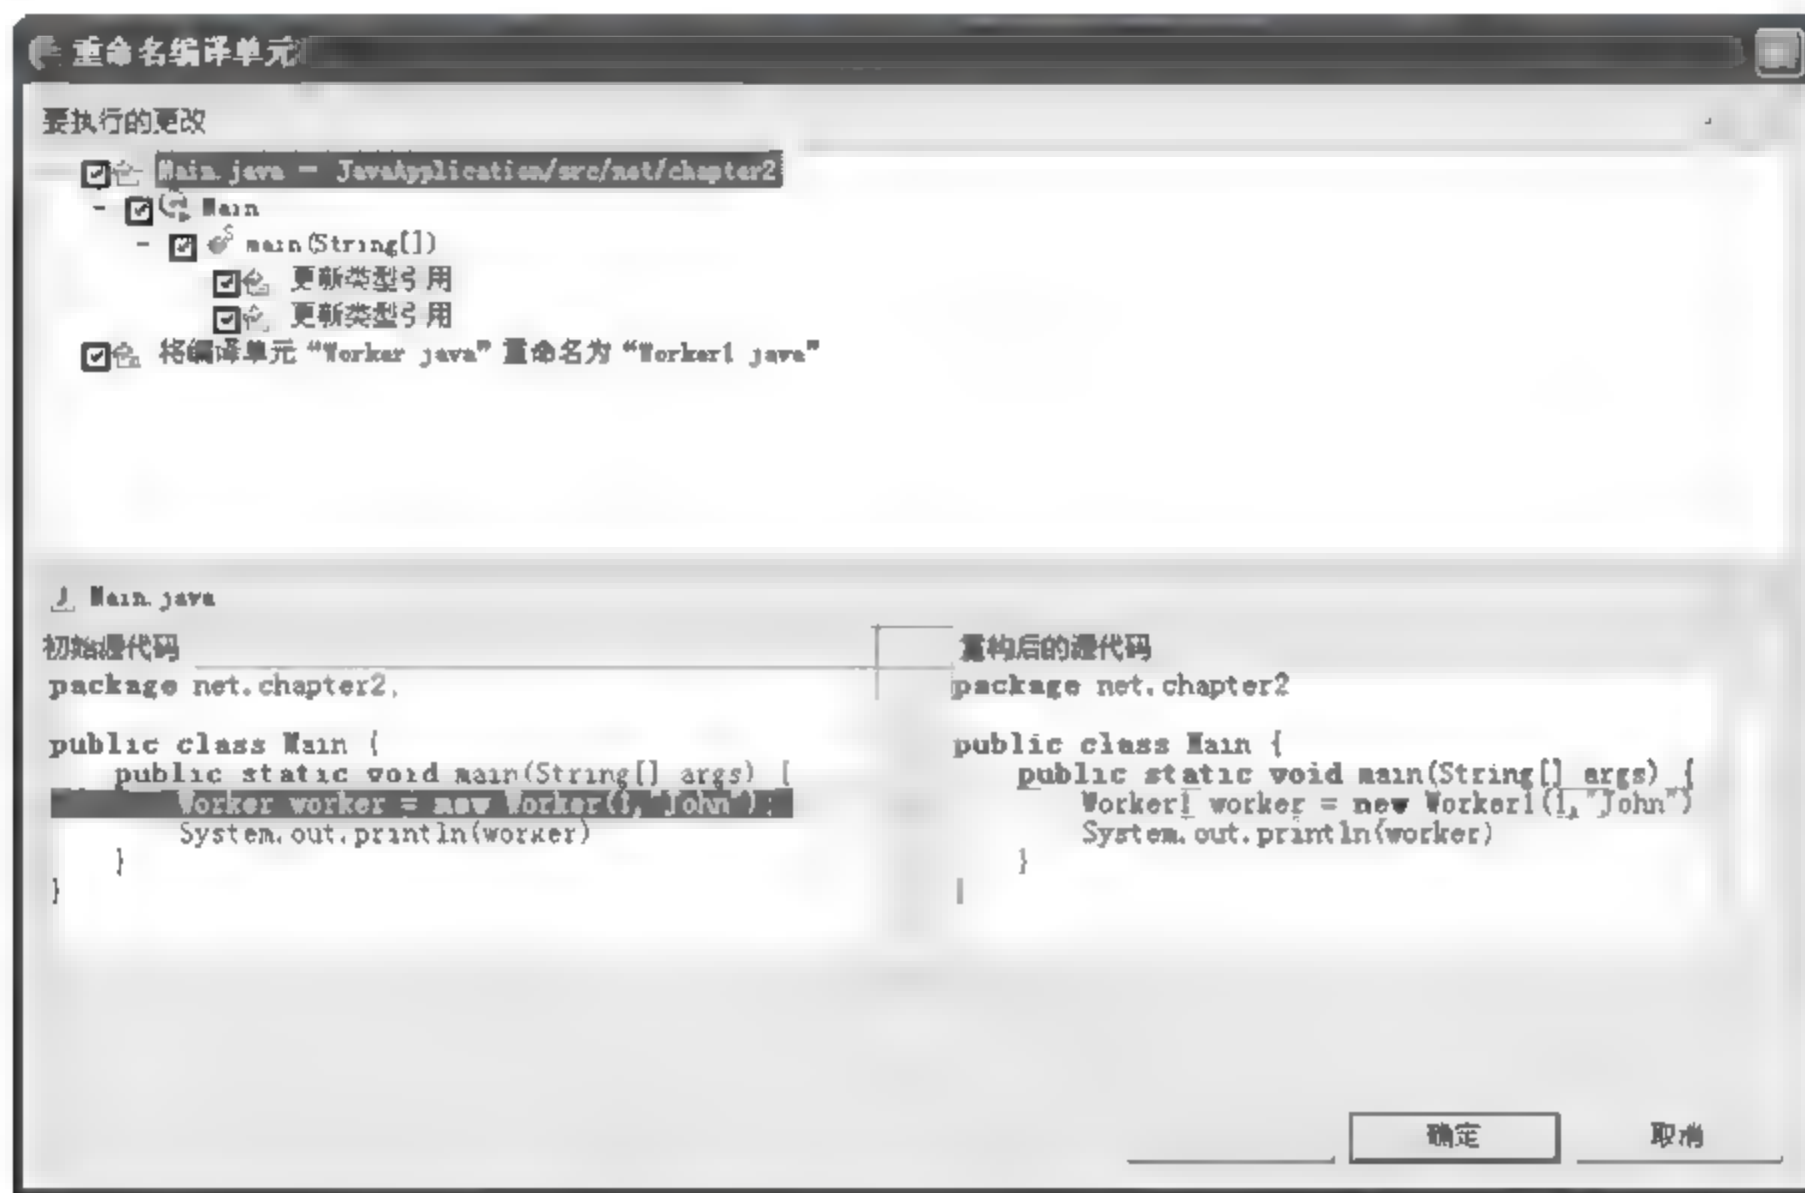 重命名编译单元
要执行的更改
Main.java - JavaApplication/src/net/chapter2
Main
main(String[])
更新类型引用
更新类型引用
将编译单元“Worker java”重命名为“Worker1 java”
Main.java
初始源代码
package net.chapter2,
public class Main {
public static void main(String[] args) {
Worker worker = new Worker(1, "John");
System.out.println(worker)
}
}
重构后的源代码
package net.chapter2
public class Main {
public static void main(String[] args) {
Worker1 worker = new Worker1(1,"John")
System.out.println(worker)
}
确定
取消